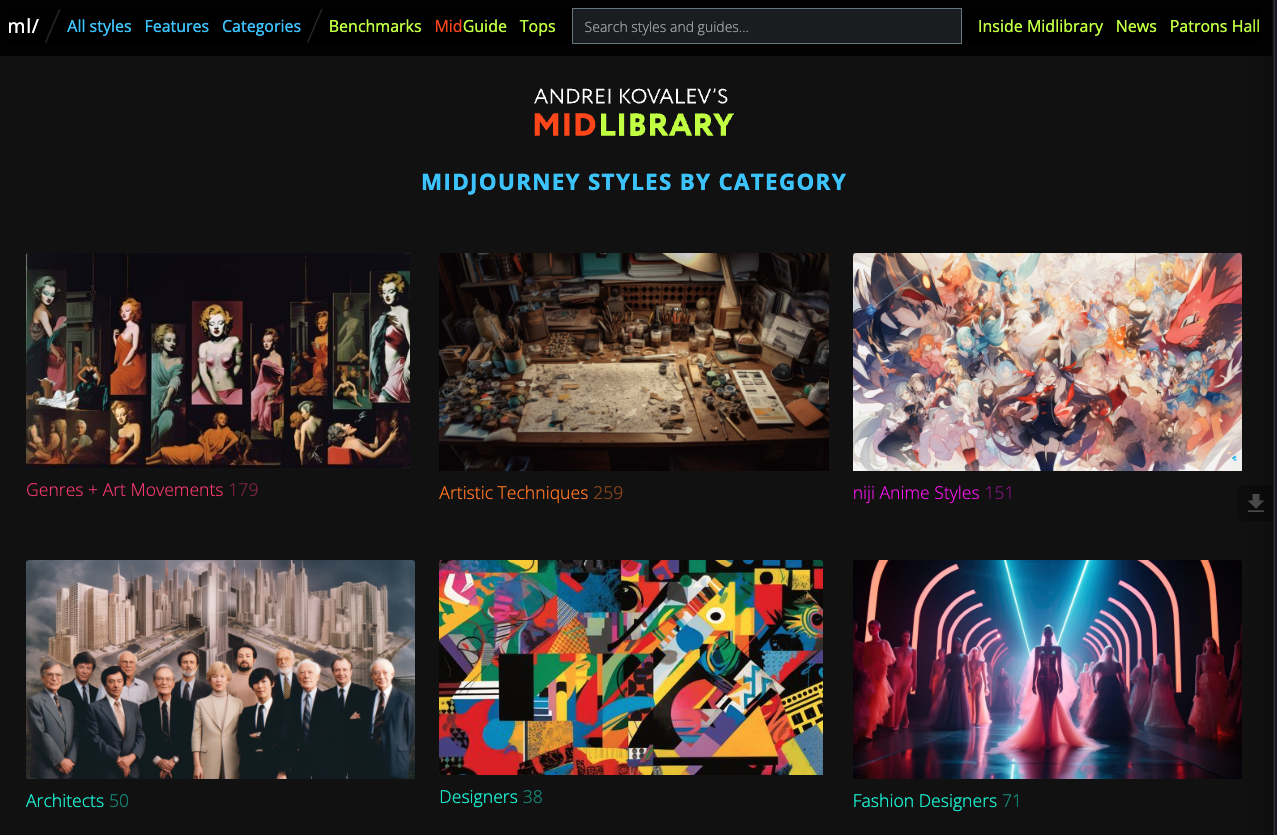 ml/ All styles Features Categories Benchmarks MidGuide Tops Search styles and guides... Inside Midlibrary News Patrons Hall
ANDREI KOVALEV'S
MIDLIBRARY
MIDJOURNEY STYLES BY CATEGORY
Genres + Art Movements 179
Artistic Techniques 259
niji Anime Styles 151
Architects 50
Designers 38
Fashion Designers 71